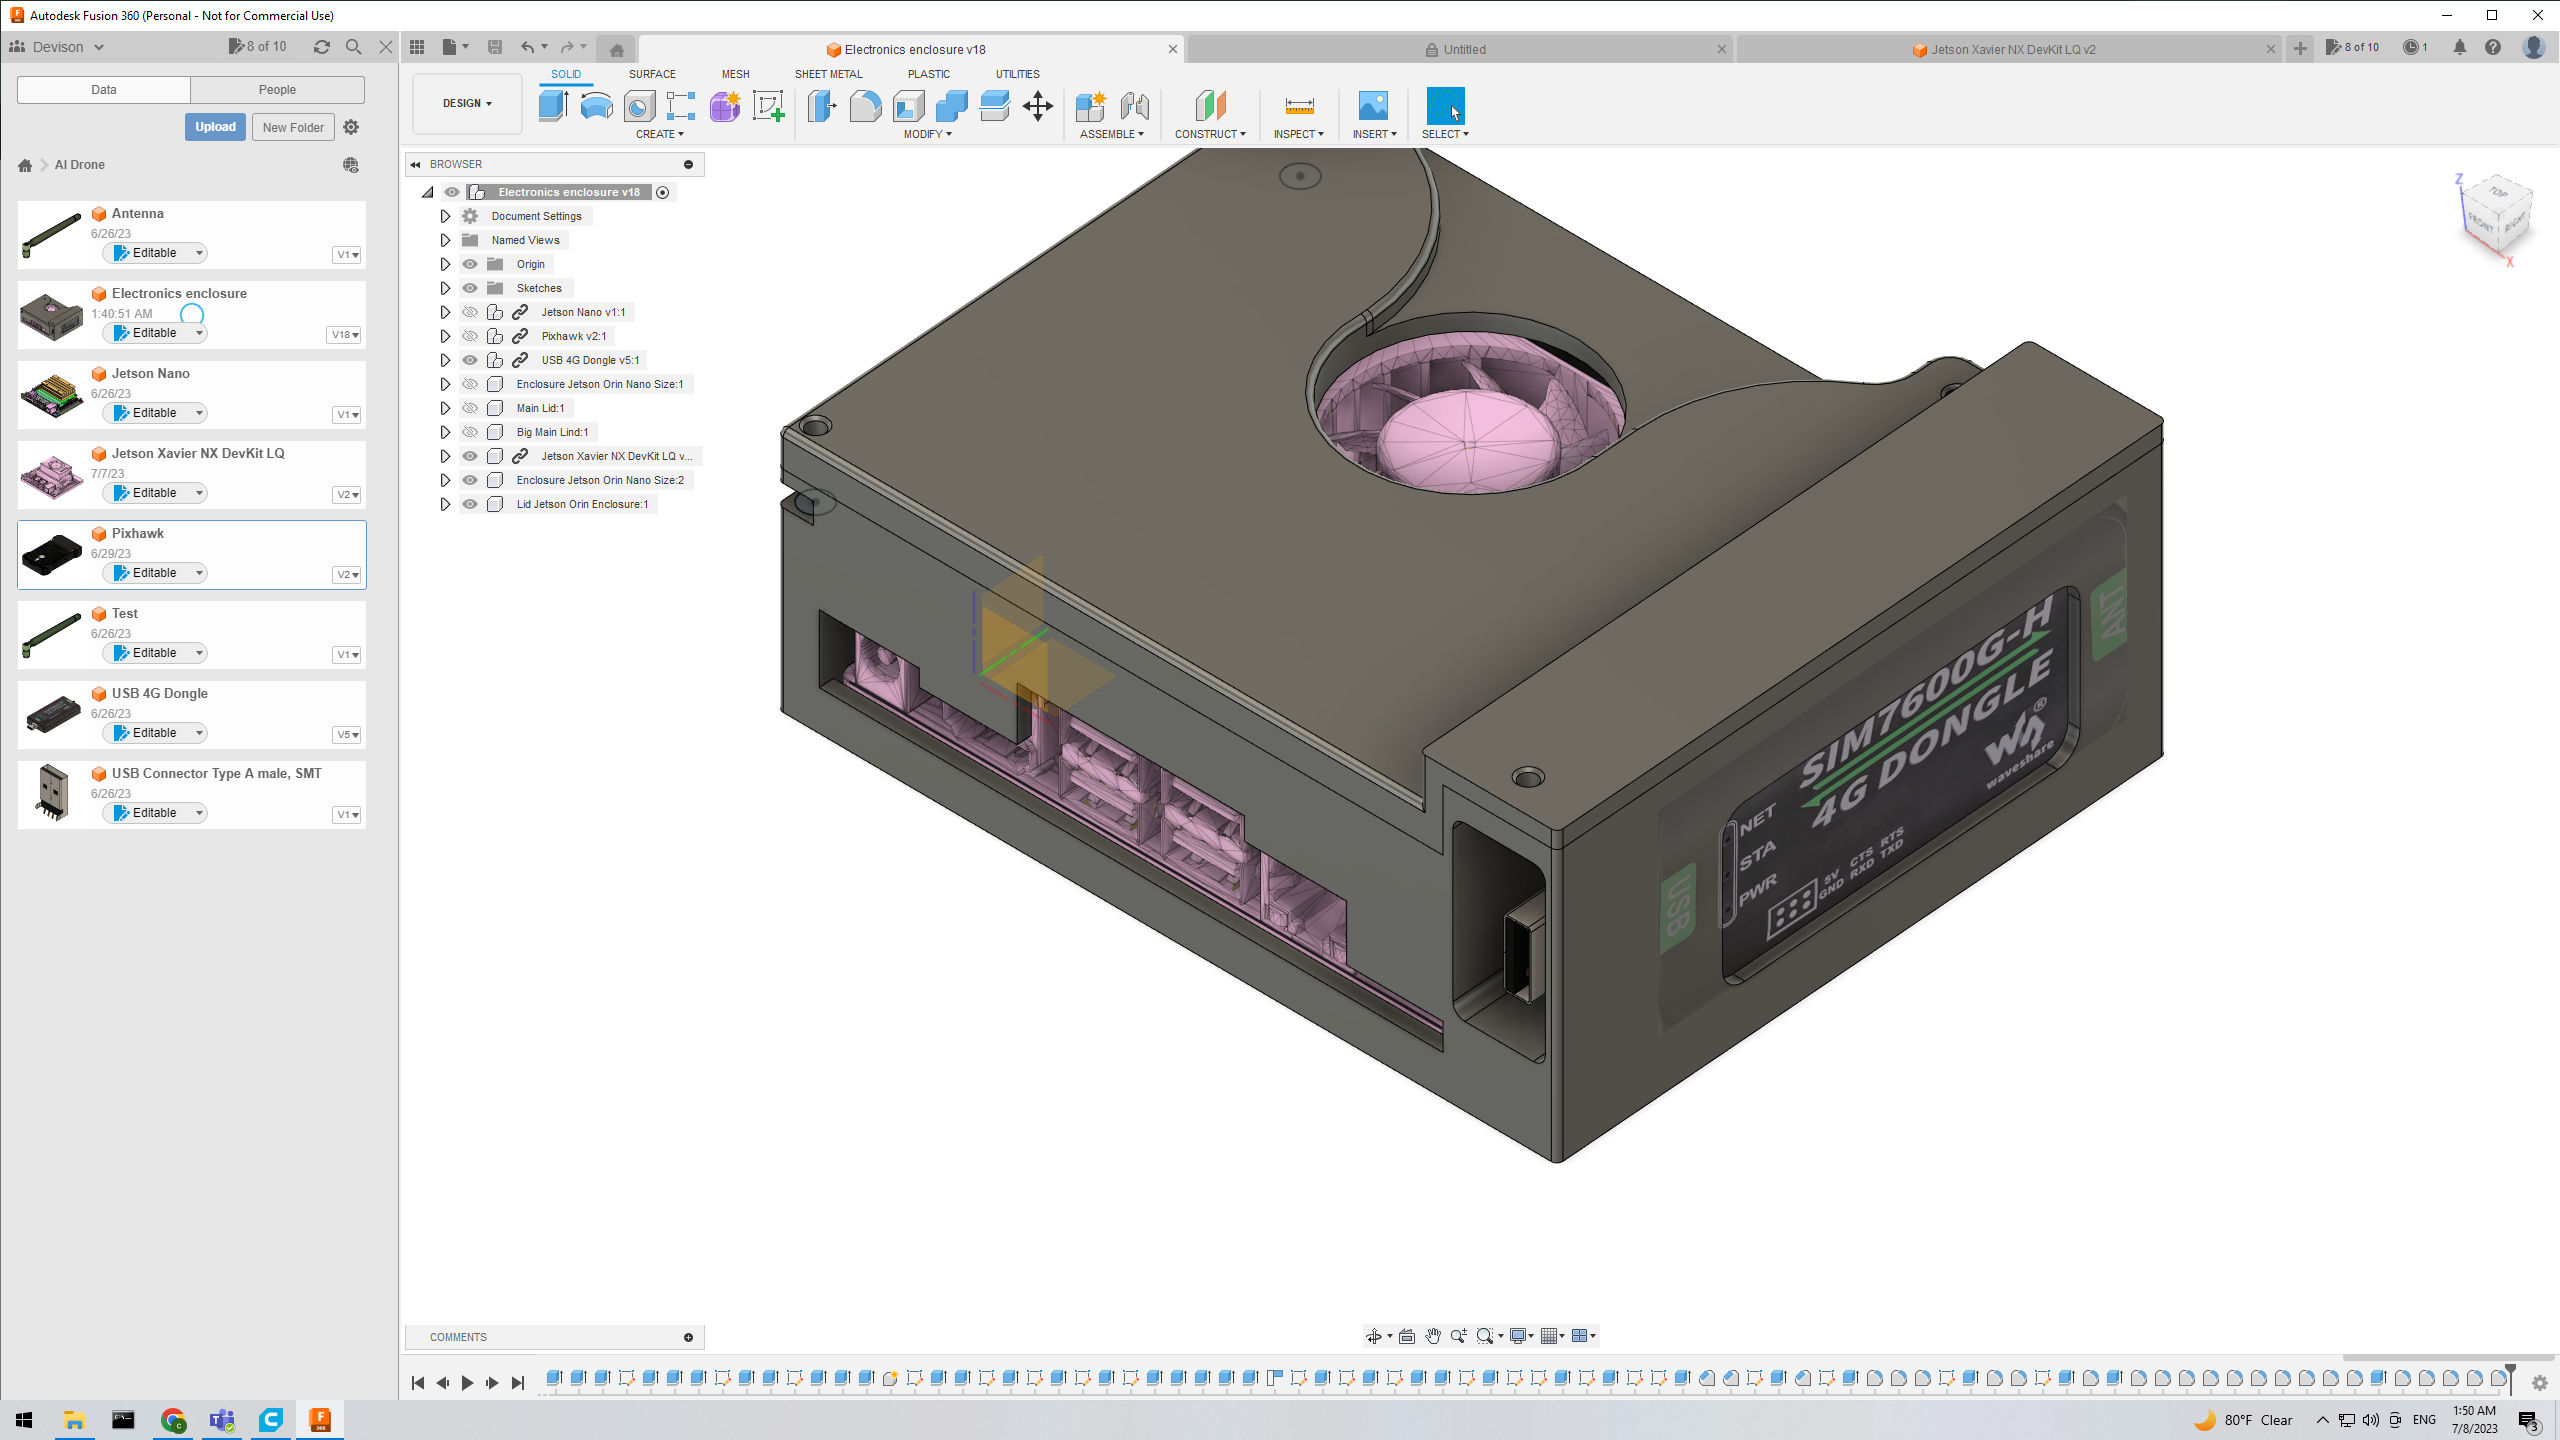 Autodesk Fusion 360 (Personal - Not for Commercial Use)
Devison
8 of 10
Electronics enclosure v18
Untitled
Jetson Xavier NX DevKit LQ v2
8 of 10
1
Data
People
Upload
New Folder
AI Drone
Antenna
6/26/23
Editable
V1
Electronics enclosure
1:40:51 AM
Editable
V18
Jetson Nano
6/26/23
Editable
V1
Jetson Xavier NX DevKit LQ
7/7/23
Editable
V2
Pixhawk
6/29/23
Editable
V2
Test
6/26/23
Editable
V1
USB 4G Dongle
6/26/23
Editable
V5
USB Connector Type A male, SMT
6/26/23
Editable
V1
DESIGN
SOLID
SURFACE
MESH
SHEET METAL
PLASTIC
UTILITIES
CREATE
MODIFY
ASSEMBLE
CONSTRUCT
INSPECT
INSERT
SELECT
BROWSER
Electronics enclosure v18
Document Settings
Named Views
Origin
Sketches
Jetson Nano v1:1
Pixhawk v2:1
USB 4G Dongle v5:1
Enclosure Jetson Orin Nano Size:1
Main Lid:1
Big Main Lind:1
Jetson Xavier NX DevKit LQ v...
Enclosure Jetson Orin Nano Size:2
Lid Jetson Orin Enclosure:1
Z
TOP
FRONT
RIGHT
X
ANT
SIM7600G-H
4G DONGLE
waveshare
®
NET
STA
PWR
5V CTS RTS
GND RXD TXD
USB
COMMENTS
F
360
80°F Clear
ENG
1:50 AM
7/8/2023
3